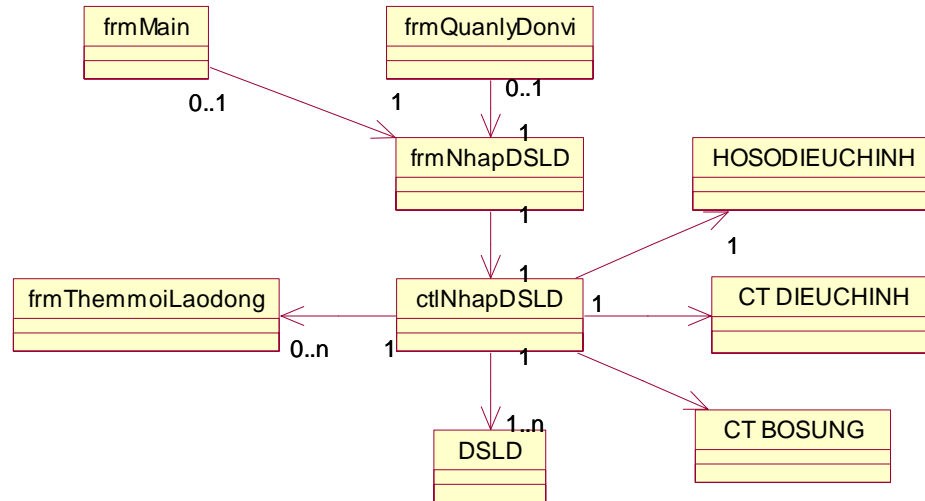 frmMain
frmQuanlyDonvi
0..1
1
0..1
1
frmNhapDSLD
HOSODIEUCHINH
1
1
1
frmThemmoiLaodong
ctlNhapDSLD
1
CT DIEUCHINH
0..n
1
1
1..n
DSLD
CT BOSUNG